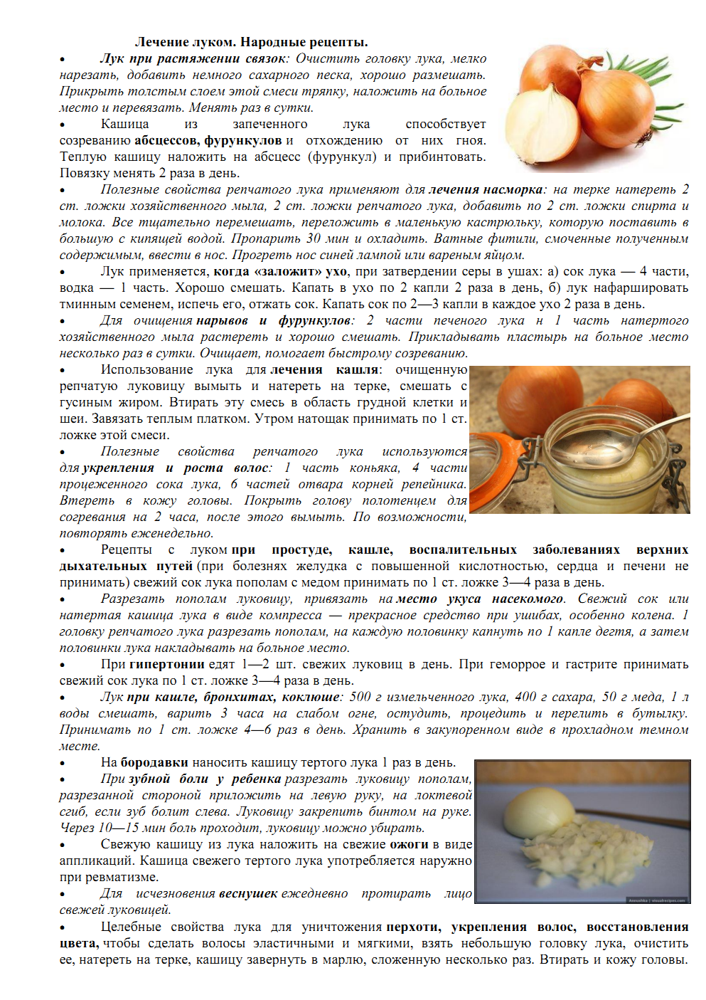 Лечение луком. Народные рецепты.
• Лук при растяжении связок: Очистить головку лука, мелко
нарезать, добавить немного сахарного песка, хорошо размешать.
Прикрыть толстым слоем этой смеси тряпку, наложить на больное
место и перевязать. Менять раз в сутки.
• Кашица из запеченного лука способствует
созреванию абсцессов, фурункулов и отхождению от них гноя.
Теплую кашицу наложить на абсцесс (фурункул) и прибинтовать.
Повязку менять 2 раза в день.
• Полезные свойства репчатого лука применяют для лечения насморка: на терке натереть 2
ст. ложки хозяйственного мыла, 2 ст. ложки репчатого лука, добавить по 2 ст. ложки спирта и
молока. Все тщательно перемешать, переложить в маленькую кастрюльку, которую поставить в
большую с кипящей водой. Пропарить 30 мин и охладить. Ватные фитили, смоченные полученным
содержимым, ввести в нос. Прогреть нос синей лампой или вареным яйцом.
• Лук применяется, когда «заложит» ухо, при затвердении серы в ушах: а) сок лука — 4 части,
водка — 1 часть. Хорошо смешать. Капать в ухо по 2 капли 2 раза в день, б) лук нафаршировать
тминным семенем, испечь его, отжать сок. Капать сок по 2—3 капли в каждое ухо 2 раза в день.
• Для очищения нарывов и фурункулов: 2 части печеного лука н 1 часть натертого
хозяйственного мыла растереть и хорошо смешать. Прикладывать пластырь на больное место
несколько раз в сутки. Очищает, помогает быстрому созреванию.
• Использование лука для лечения кашля: очищенную
репчатую луковицу вымыть и натереть на терке, смешать с
гусиным жиром. Втирать эту смесь в область грудной клетки и
шеи. Завязать теплым платком. Утром натощак принимать по 1 ст.
ложке этой смеси.
• Полезные свойства репчатого лука используются
для укрепления и роста волос: 1 часть коньяка, 4 части
процеженного сока лука, 6 частей отвара корней репейника.
Втереть в кожу головы. Покрыть голову полотенцем для
согревания на 2 часа, после этого вымыть. По возможности,
повторять еженедельно.
• Рецепты с луком при простуде, кашле, воспалительных заболеваниях верхних
дыхательных путей (при болезнях желудка с повышенной кислотностью, сердца и печени не
принимать) свежий сок лука пополам с медом принимать по 1 ст. ложке 3—4 раза в день.
• Разрезать пополам луковицу, привязать на место укуса насекомого. Свежий сок или
натертая кашица лука в виде компресса — прекрасное средство при ушибах, особенно колена. 1
головку репчатого лука разрезать пополам, на каждую половинку капнуть по 1 капле дегтя, а затем
половинки лука накладывать на больное место.
• При гипертонии едят 1—2 шт. свежих луковиц в день. При геморрое и гастрите принимать
свежий сок лука по 1 ст. ложке 3—4 раза в день.
• Лук при кашле, бронхитах, коклюше: 500 г измельченного лука, 400 г сахара, 50 г меда, 1 л
воды смешать, варить 3 часа на слабом огне, остудить, процедить и перелить в бутылку.
Принимать по 1 ст. ложке 4—6 раз в день. Хранить в закупоренном виде в прохладном темном
месте.
• На бородавки наносить кашицу тертого лука 1 раз в день.
• При зубной боли у ребенка разрезать луковицу пополам,
разрезанной стороной приложить на левую руку, на локтевой
сгиб, если зуб болит слева. Луковицу закрепить бинтом на руке.
Через 10—15 мин боль проходит, луковицу можно убирать.
• Свежую кашицу из лука наложить на свежие ожоги в виде
аппликаций. Кашица свежего тертого лука употребляется наружно
при ревматизме.
Annushka | visualrecipes.com
• Для исчезновения веснушек ежедневно протирать лицо
свежей луковицей.
• Целебные свойства лука для уничтожения перхоти, укрепления волос, восстановления
цвета, чтобы сделать волосы эластичными и мягкими, взять небольшую головку лука, очистить
ее, натереть на терке, кашицу завернуть в марлю, сложенную несколько раз. Втирать и кожу головы.